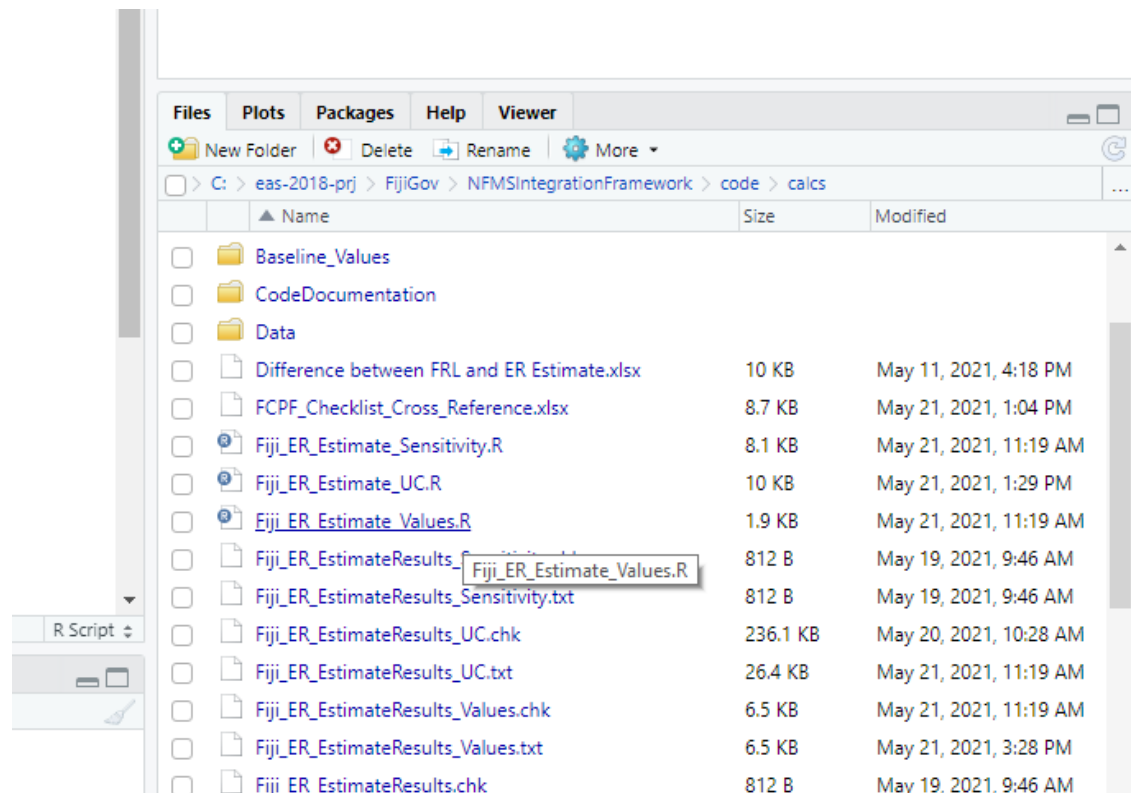 Files Plots Packages Help Viewer
New Folder Delete Rename More
C: > eas-2018-prj > FijiGov > NFMSIntegrationFramework > code > calcs ...
Name Size Modified
Baseline_Values
CodeDocumentation
Data
Difference between FRL and ER Estimate.xlsx 10 KB May 11, 2021, 4:18 PM
FCPF_Checklist_Cross_Reference.xlsx 8.7 KB May 21, 2021, 1:04 PM
Fiji_ER_Estimate_Sensitivity.R 8.1 KB May 21, 2021, 11:19 AM
Fiji_ER_Estimate_UC.R 10 KB May 21, 2021, 1:29 PM
Fiji_ER_Estimate_Values.R 1.9 KB May 21, 2021, 11:19 AM
Fiji_ER_EstimateResults_ 812 B May 19, 2021, 9:46 AM
Fiji_ER_Estimate_Values.R
Fiji_ER_EstimateResults_Sensitivity.txt 812 B May 19, 2021, 9:46 AM
R Script Fiji_ER_EstimateResults_UC.chk 236.1 KB May 20, 2021, 10:28 AM
Fiji_ER_EstimateResults_UC.txt 26.4 KB May 21, 2021, 11:19 AM
Fiji_ER_EstimateResults_Values.chk 6.5 KB May 21, 2021, 11:19 AM
Fiji_ER_EstimateResults_Values.txt 6.5 KB May 21, 2021, 3:28 PM
Fiji_ER_EstimateResults.chk 812 B May 19, 2021, 9:46 AM